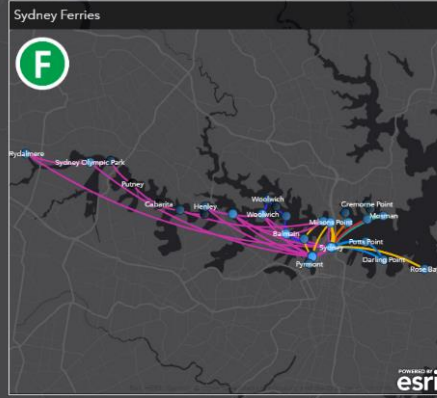 Sydney Ferries
F
Rydalmere
Sydney Olympic Park
Putney
Cabarita
Henley
Woolwich
Woolwich
Cremorne Point
Mosman
Milsons Point
Balmain
Sydney
Potts Point
Darling Point
Pyrmont
Rose Bay
POWERED BY
esri